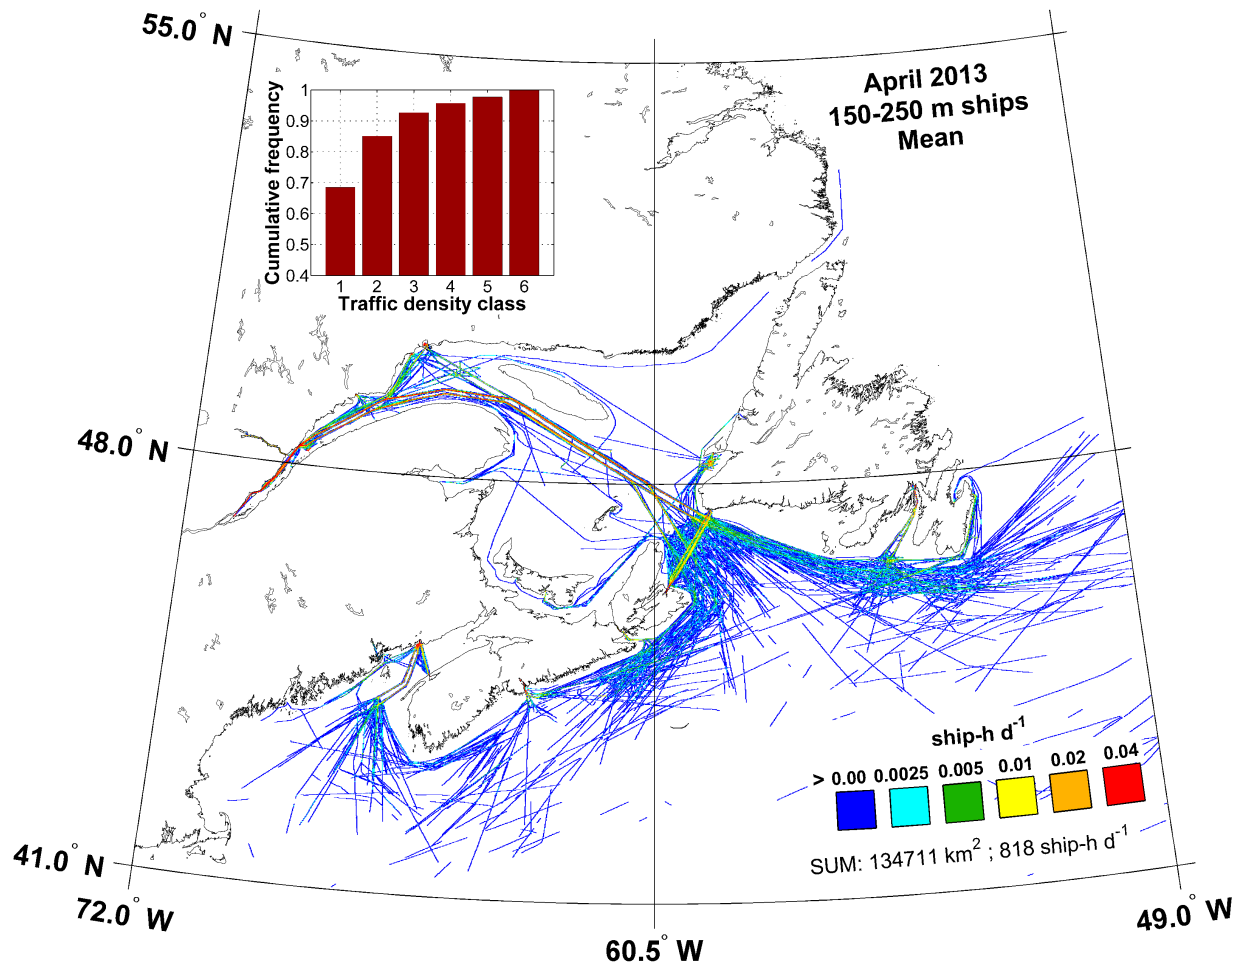 55.0° N
April 2013
150-250 m ships
Mean
Cumulative frequency
1
0.9
0.8
0.7
0.6
0.5
0.4
1 2 3 4 5 6
Traffic density class
48.0° N
ship-h d-1
> 0.00 0.0025 0.005 0.01 0.02 0.04
SUM: 134711 km2 ; 818 ship-h d-1
41.0° N
72.0° W
60.5° W
49.0° W